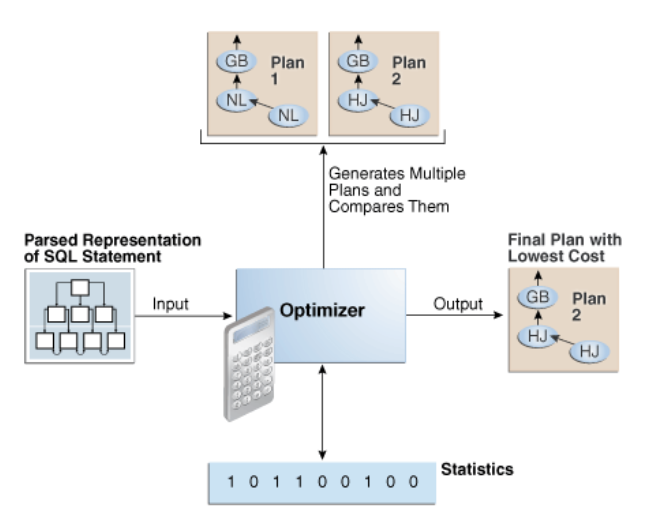 GB
Plan
1
NL
NL
GB
Plan
2
HJ
HJ
Generates Multiple
Plans and
Compares Them
Parsed Representation
of SQL Statement
Input
Optimizer
Output
Final Plan with
Lowest Cost
GB
Plan
2
HJ
HJ
Statistics
1 0 1 1 0 0 1 0 0